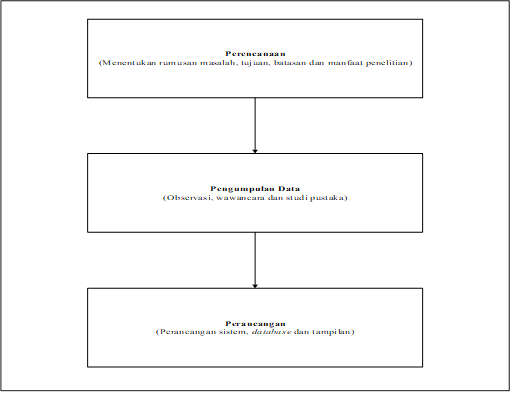 Perencanaan
(Menentukan rumusan masalah, tujuan, batasan dan manfaat penelitian)
Pengumpulan Data
(Observasi, wawancara dan studi pustaka)
Perancangan
(Perancangan sistem, database dan tampilan)